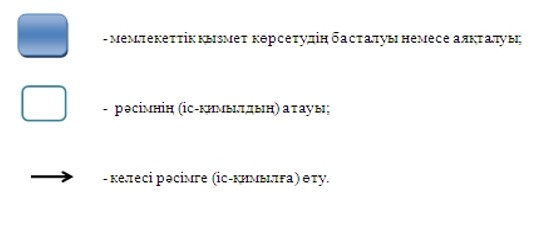 - мемлекеттік қызмет көрсетудің басталуы немесе аяқталуы;
- рәсімнің (іс-қимылдың) атауы;
- келесі рәсімге (іс-қимылға) өту.